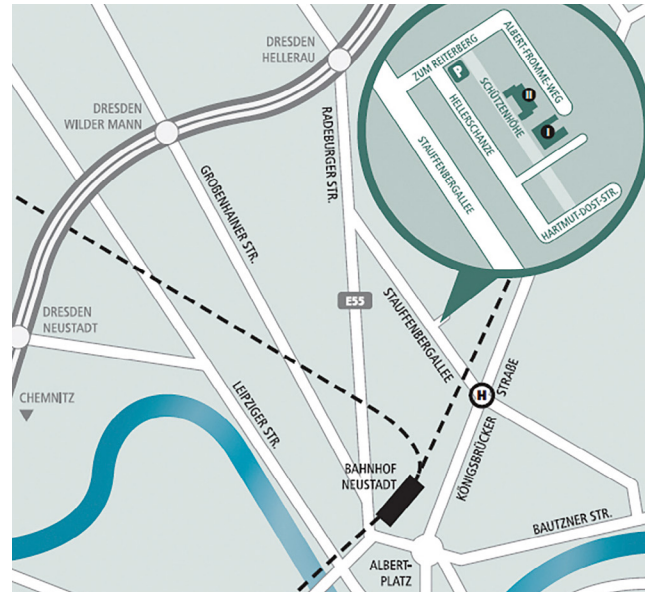 DRESDEN
HELLERAU
DRESDEN
WILDER MANN
RADEBURGER STR.
GROßENHAINER STR.
ZUM REITERBERG
ALBERT-FROMME-WEG
P
SCHÜTZENHÖHE
II
I
HELLERSCHANZE
STAUFFENBERGALLEE
HARTMUT-DOST-STR.
E55
STAUFFENBERGALLEE
DRESDEN
NEUSTADT
CHEMNITZ
LEIPZIGER STR.
H
KÖNIGSBRÜCKER STRAßE
BAHNHOF
NEUSTADT
BAUTZNER STR.
ALBERT-
PLATZ